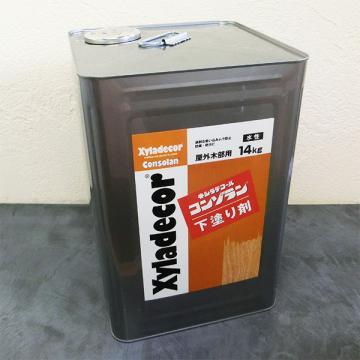 Xyladecor
Consolan
水性
屋外木部用
14kg
Xyladecor
キシラデコール
コンゾラン
下塗り剤